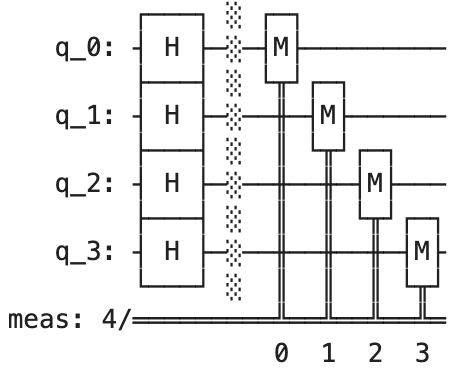 q_0: H M
q_1: H M
q_2: H M
q_3: H M
meas: 4/
0 1 2 3